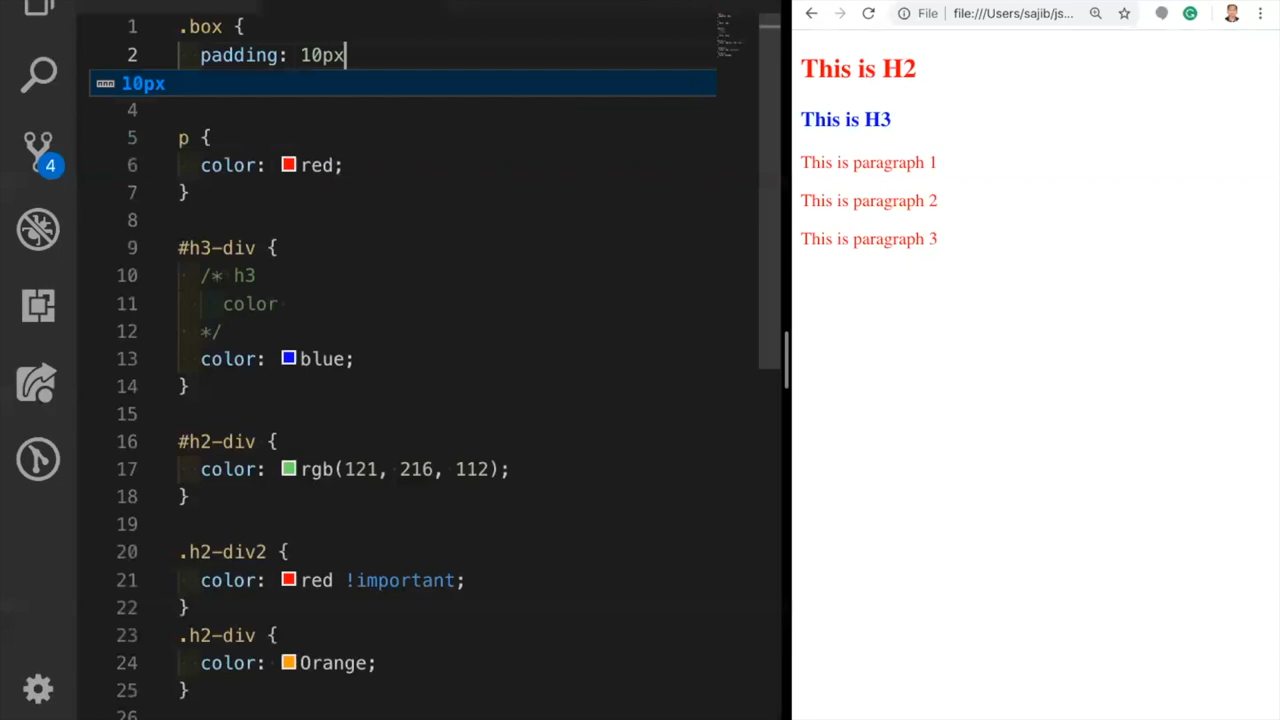 1 .box {
2 padding: 10px
10px
4
5 p {
6 color: red;
7 }
8
9 #h3-div {
10 /* h3
11 color
12 */
13 color: blue;
14 }
15
16 #h2-div {
17 color: rgb(121, 216, 112);
18 }
19
20 .h2-div2 {
21 color: red !important;
22 }
23 .h2-div {
24 color: Orange;
25 }
26
4
File file:///Users/sajib/js...
This is H2
This is H3
This is paragraph 1
This is paragraph 2
This is paragraph 3